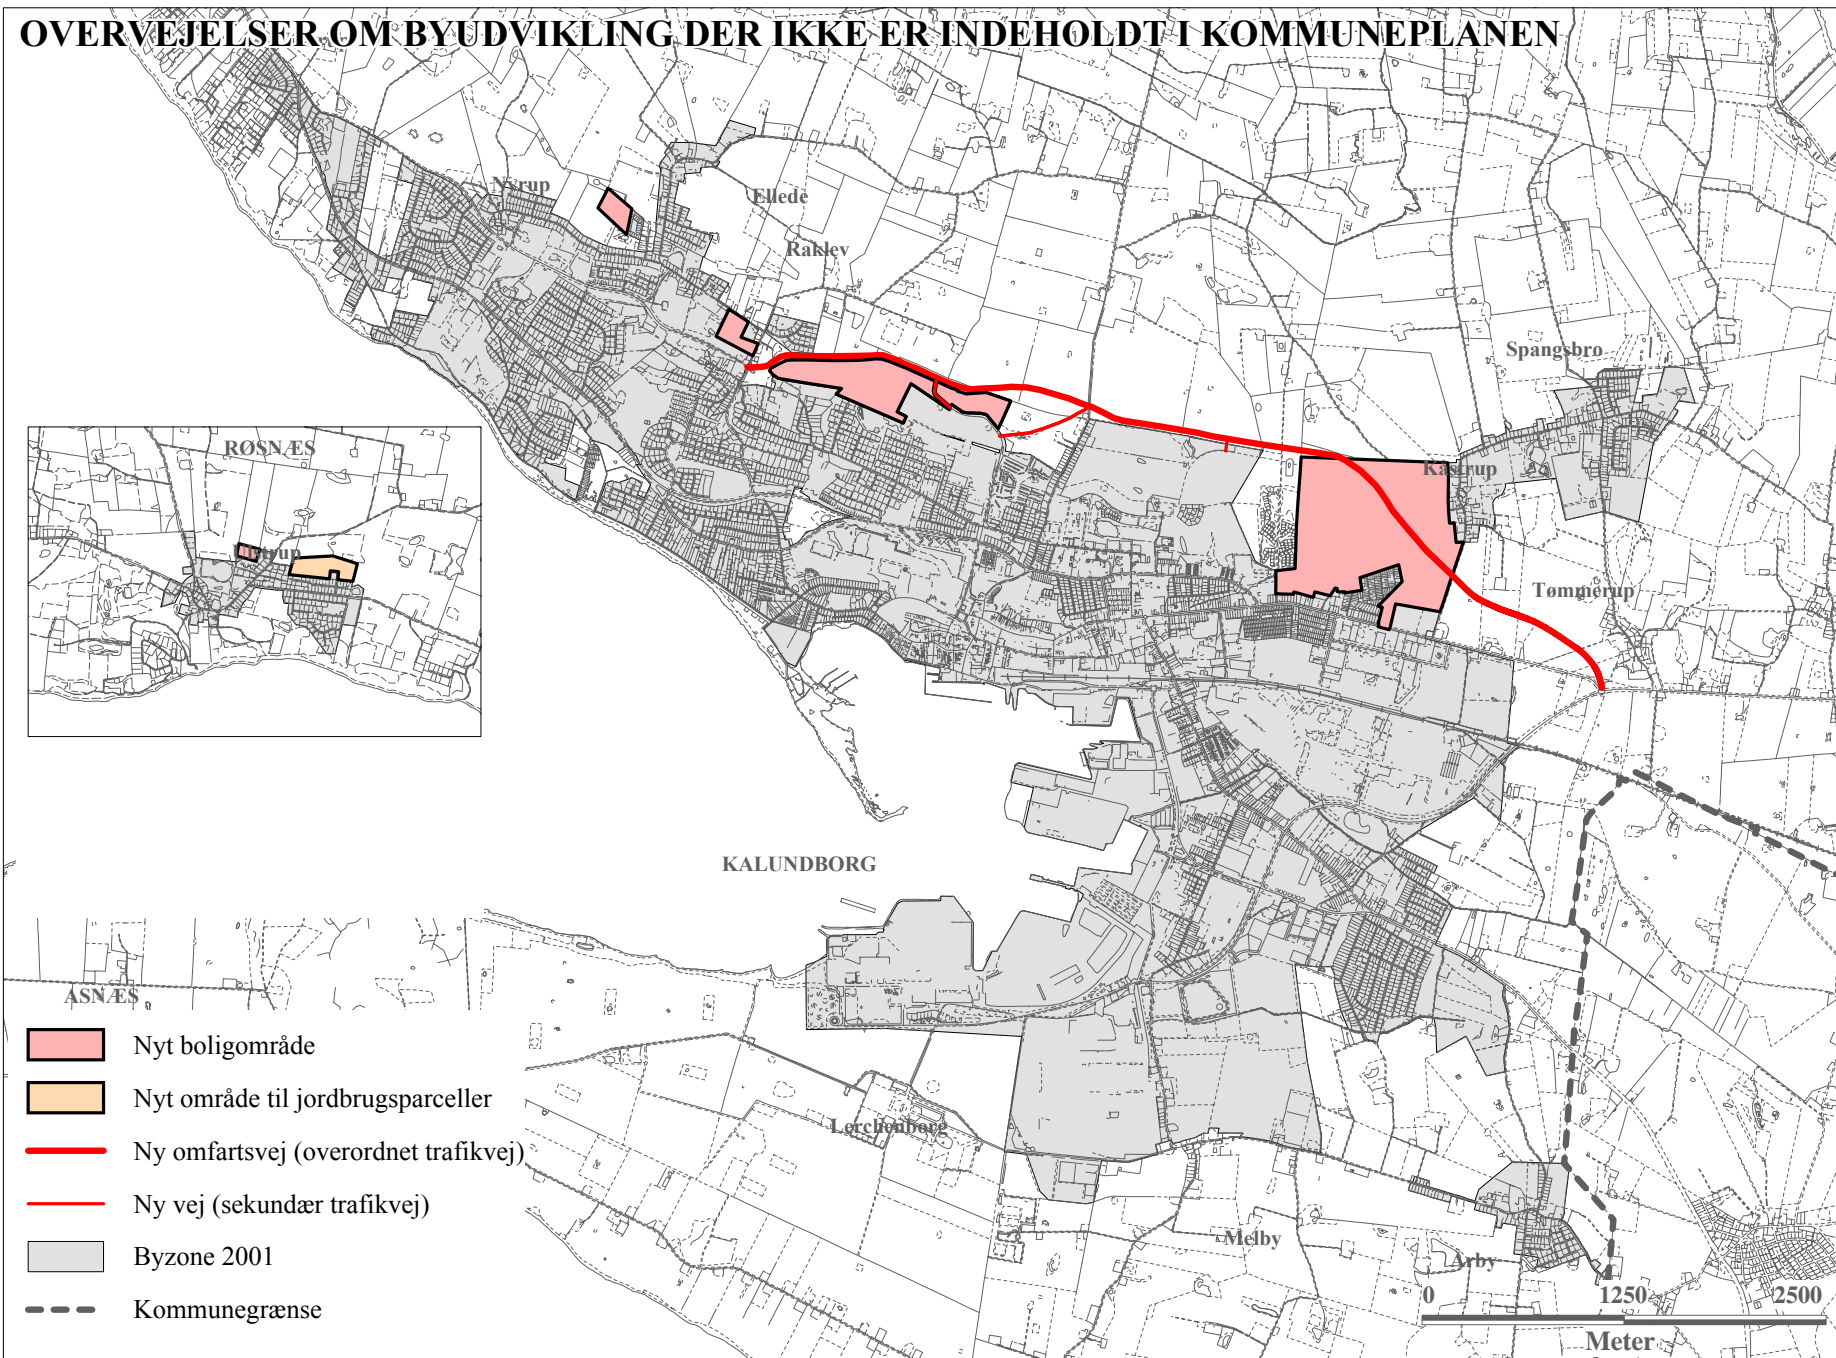 OVERVEJELSER OM BYUDVIKLING DER IKKE ER INDEHOLDT I KOMMUNEPLANEN
Nyrup
Ellede
Raklev
Spangsbro
RØSNÆS
Kastrup
Ulstrup
Tømmerup
KALUNDBORG
ASNÆS
Nyt boligområde
Nyt område til jordbrugsparceller
Lerchenborg
Ny omfartsvej (overordnet trafikvej)
Ny vej (sekundær trafikvej)
Melby
Årby
Byzone 2001
0 1250 2500
Kommunegrænse
Meter